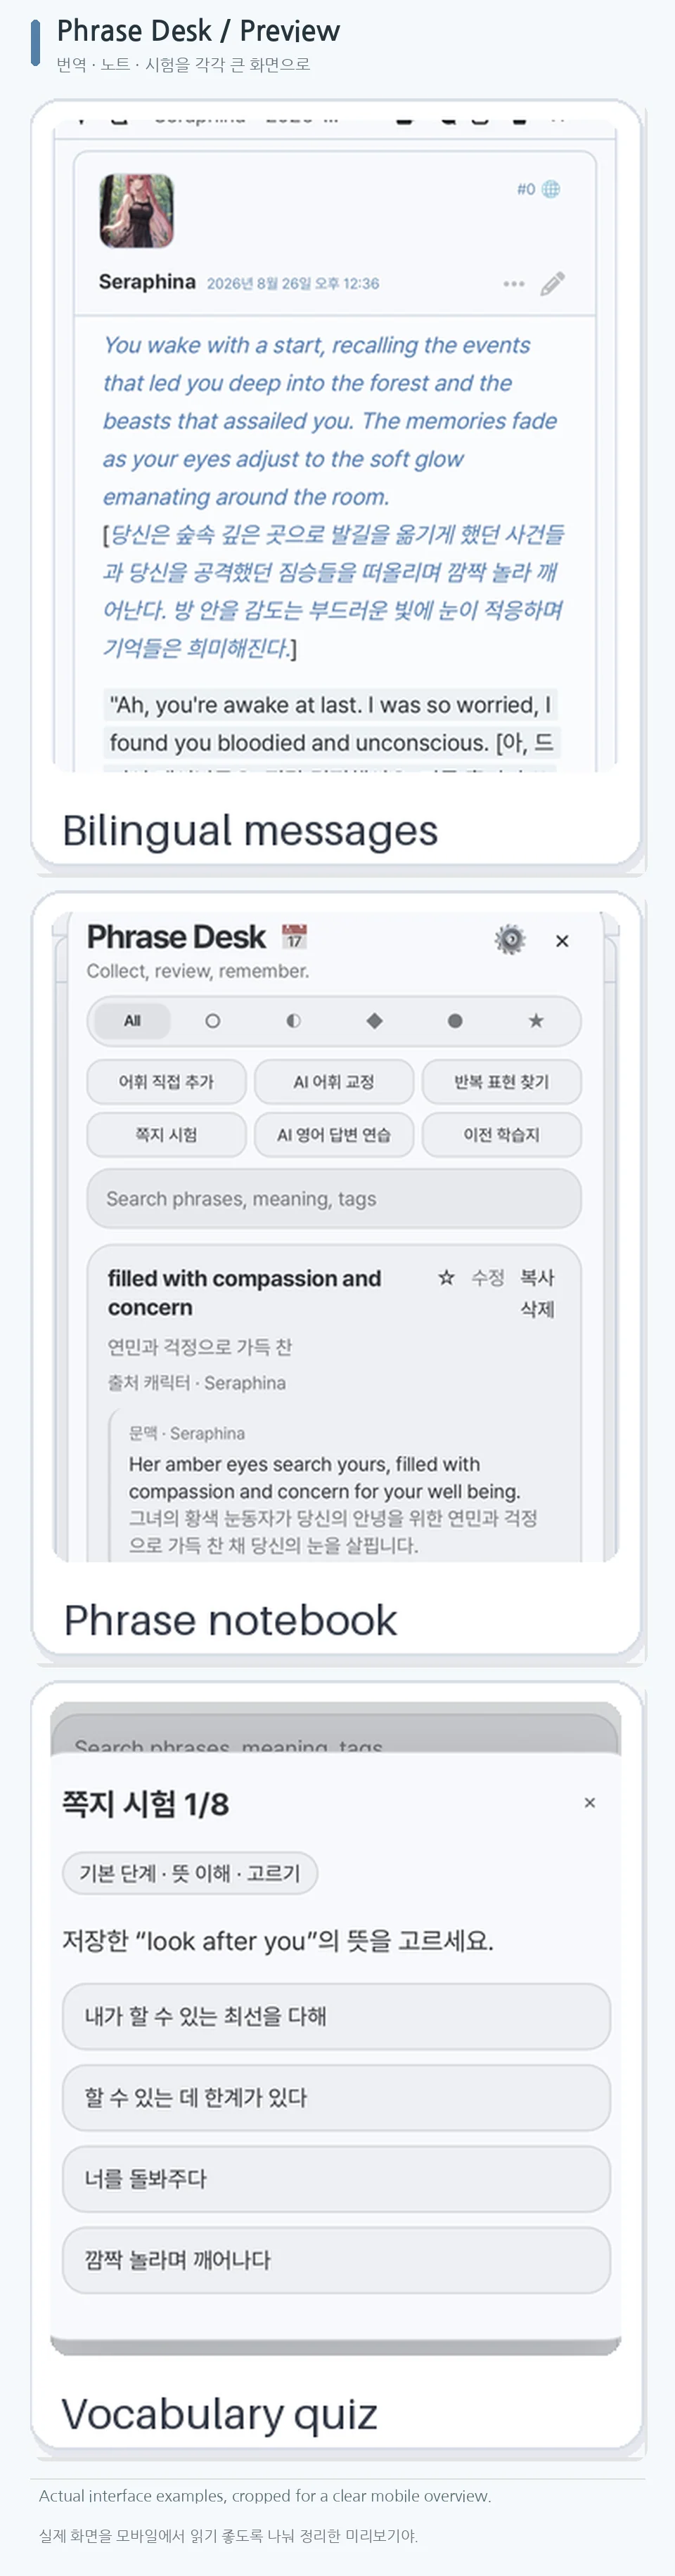 Phrase Desk / Preview
번역 · 노트 · 시험을 각각 큰 화면으로
#0
Seraphina 2026년 8월 26일 오후 12:36
You wake with a start, recalling the events
that led you deep into the forest and the
beasts that assailed you. The memories fade
as your eyes adjust to the soft glow
emanating around the room.
[당신은 숲속 깊은 곳으로 발길을 옮기게 했던 사건들
과 당신을 공격했던 짐승들을 떠올리며 깜짝 놀라 깨
어난다. 방 안을 감도는 부드러운 빛에 눈이 적응하며
기억들은 희미해진다.]
"Ah, you're awake at last. I was so worried, I
found you bloodied and unconscious. [아, 드
Bilingual messages
Phrase Desk 17
Collect, review, remember.
All
어휘 직접 추가 AI 어휘 교정 반복 표현 찾기
쪽지 시험 AI 영어 답변 연습 이전 학습지
Search phrases, meaning, tags
filled with compassion and ☆ 수정 복사
concern 삭제
연민과 걱정으로 가득 찬
출처 캐릭터 · Seraphina
문맥 · Seraphina
Her amber eyes search yours, filled with
compassion and concern for your well being.
그녀의 황색 눈동자가 당신의 안녕을 위한 연민과 걱정
으로 가득 찬 채 당신의 눈을 살핍니다.
Phrase notebook
Search phrases, meaning, tags
쪽지 시험 1/8
기본 단계 · 뜻 이해 · 고르기
저장한 “look after you”의 뜻을 고르세요.
내가 할 수 있는 최선을 다해
할 수 있는 데 한계가 있다
너를 돌봐주다
깜짝 놀라며 깨어나다
Vocabulary quiz
Actual interface examples, cropped for a clear mobile overview.
실제 화면을 모바일에서 읽기 좋도록 나눠 정리한 미리보기야.